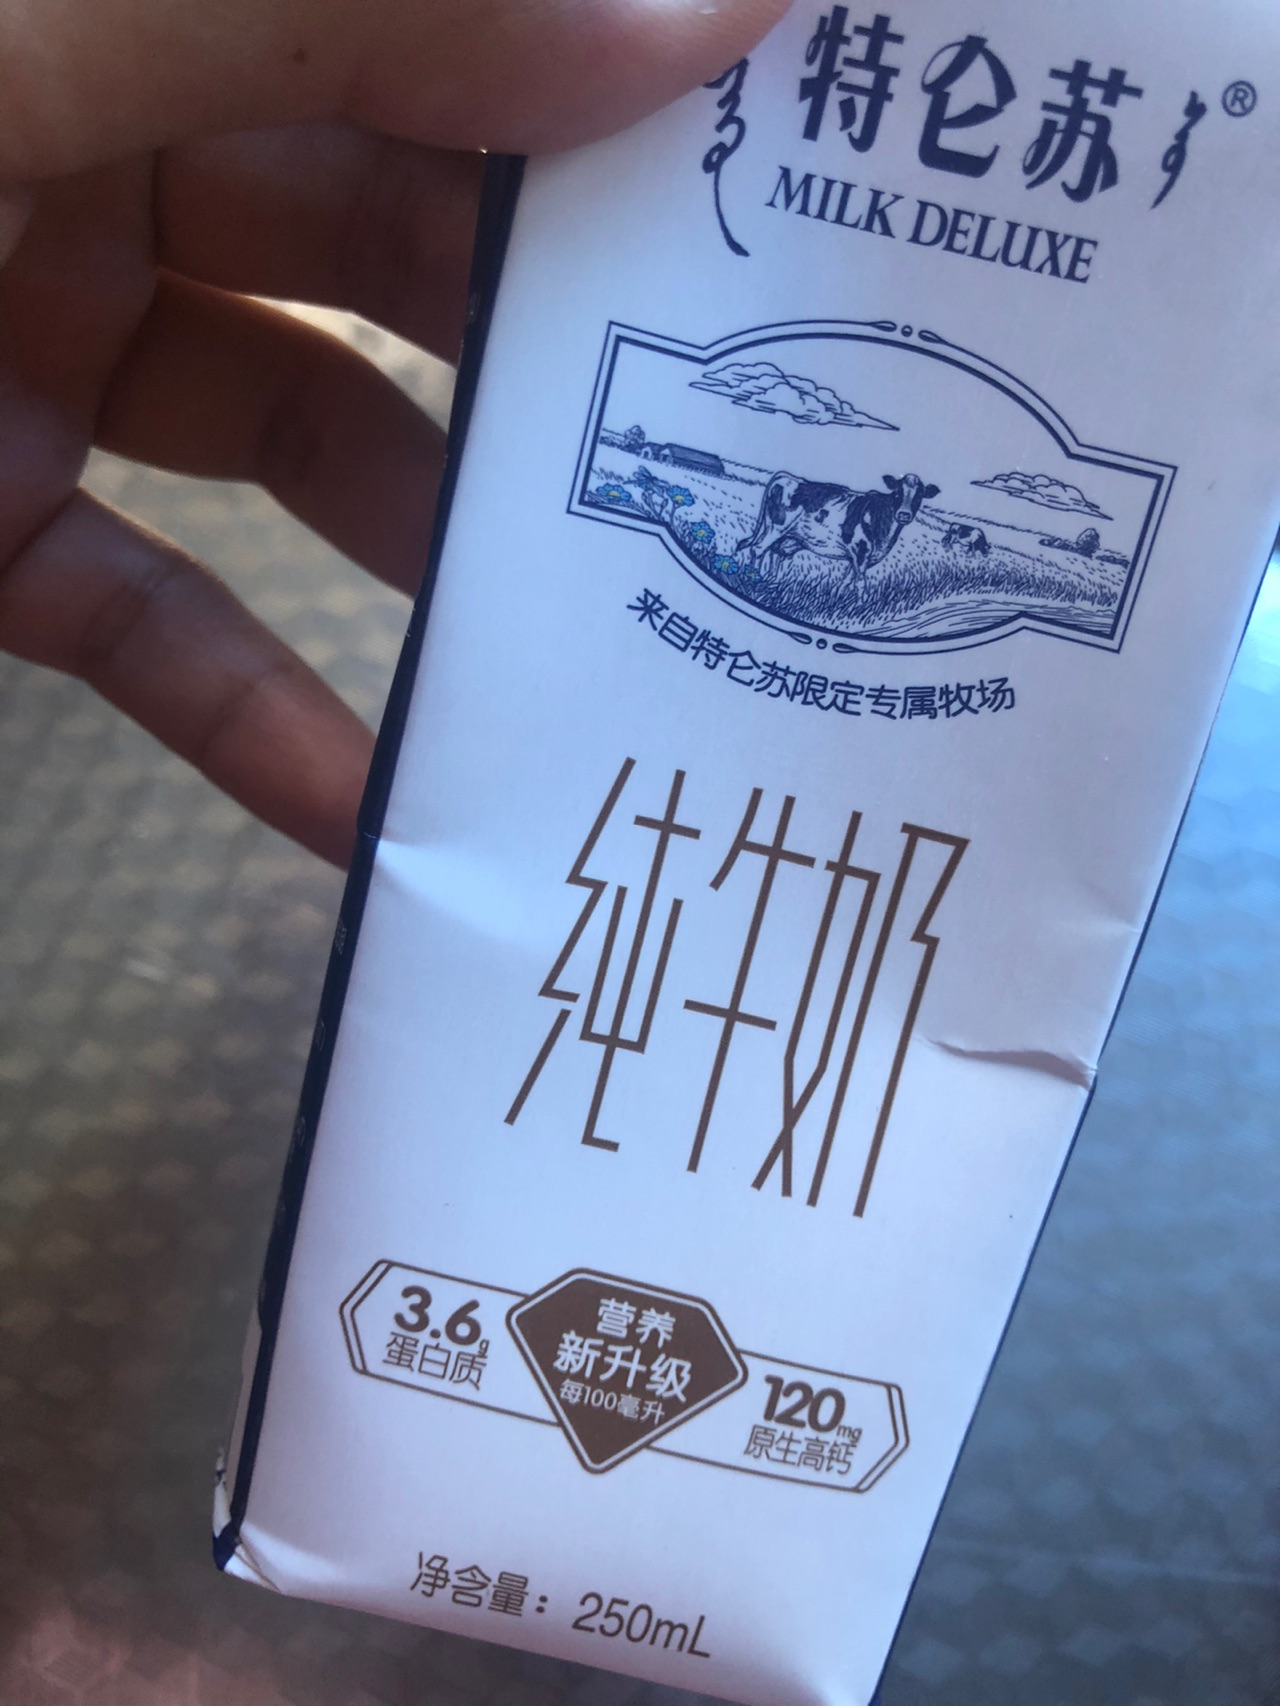 特仑苏®
MILK DELUXE
来自特仑苏限定专属牧场
纯牛奶
3.6g
蛋白质
营养
新升级
每100毫升
120mg
原生高钙
净含量：250mL